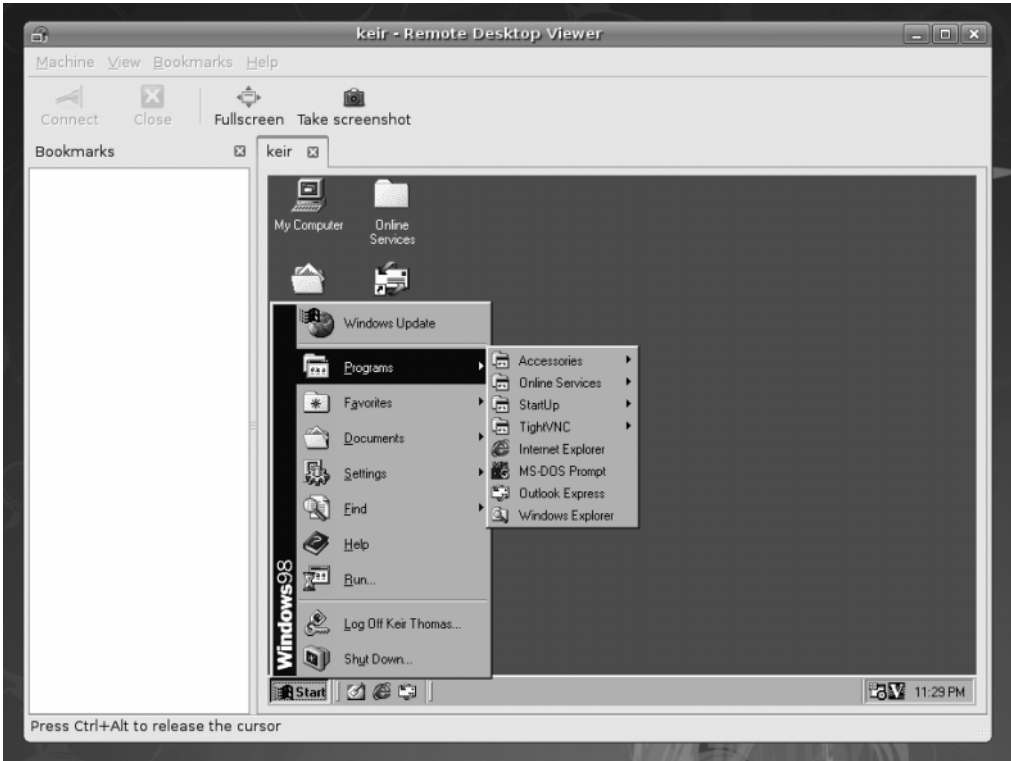 keir - Remote Desktop Viewer
Machine View Bookmarks Help
Connect Close Fullscreen Take screenshot
Bookmarks
keir
My Computer
Online Services
Windows Update
Programs
Favorites
Documents
Settings
Find
Help
Run...
Log Off Keir Thomas...
Shut Down...
Windows98
Accessories
Online Services
StartUp
TightVNC
Internet Explorer
MS-DOS Prompt
Outlook Express
Windows Explorer
Start
11:29 PM
Press Ctrl+Alt to release the cursor